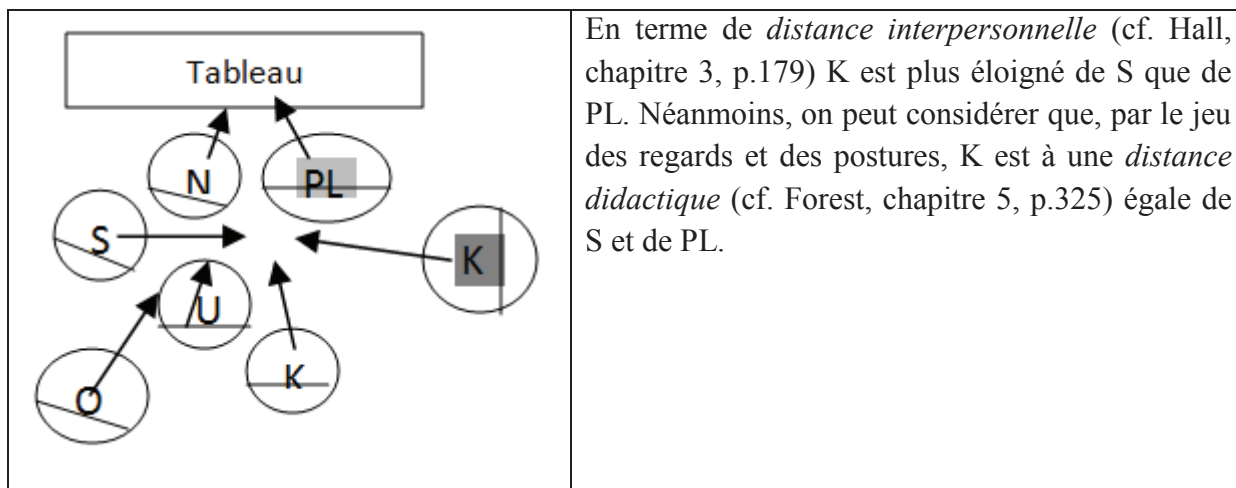 Tableau
N
PL
S
K
U
K
O
En terme de distance interpersonnelle (cf. Hall,
chapitre 3, p.179) K est plus éloigné de S que de
PL. Néanmoins, on peut considérer que, par le jeu
des regards et des postures, K est à une distance
didactique (cf. Forest, chapitre 5, p.325) égale de
S et de PL.